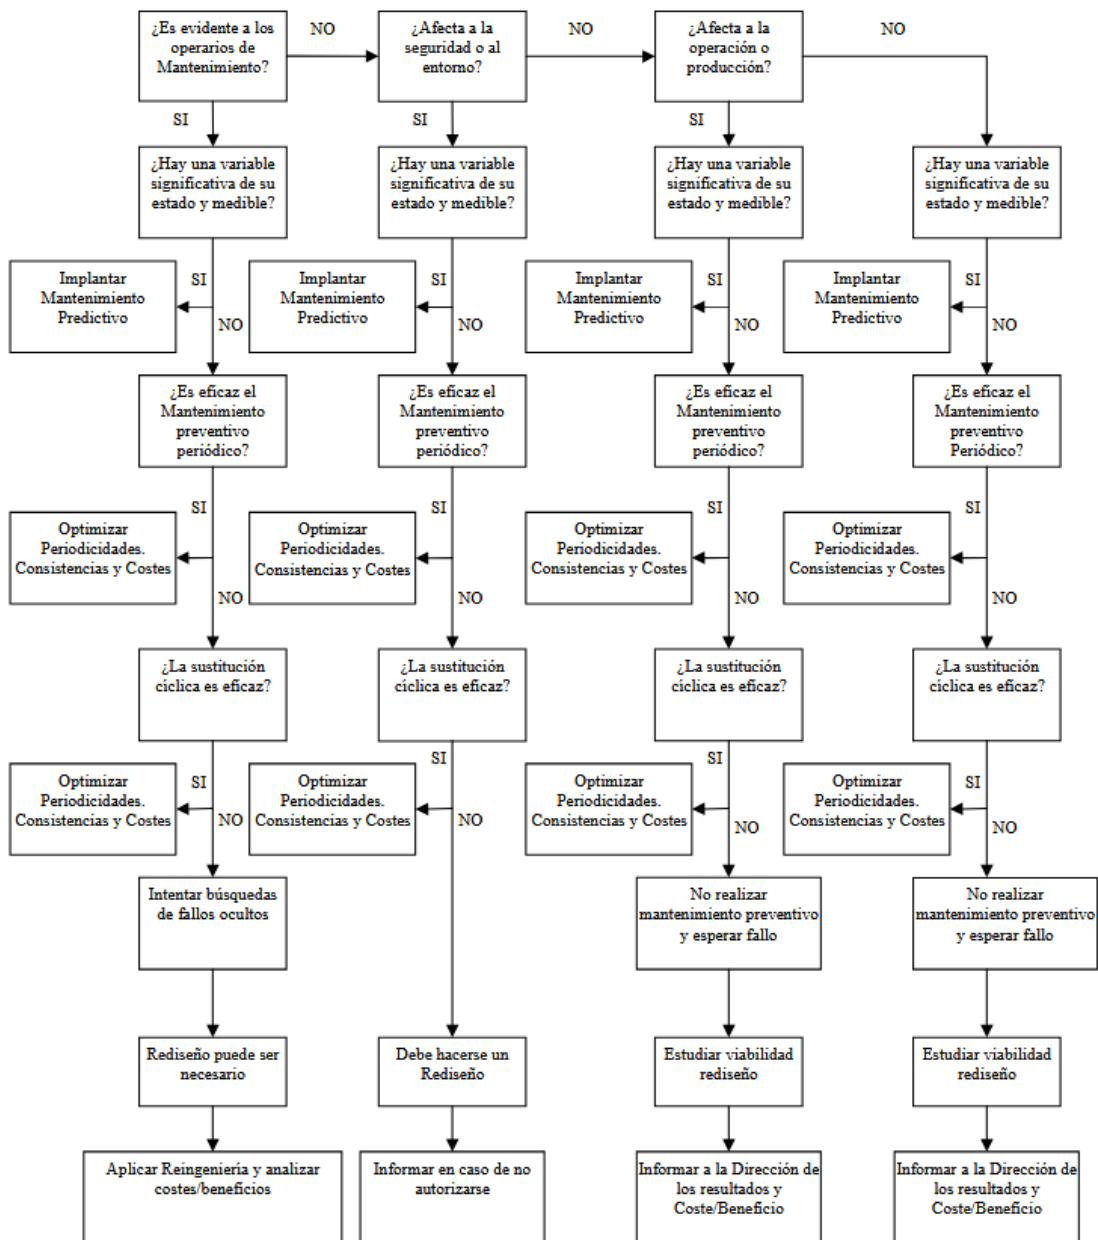 ¿Es evidente a los
operarios de
Mantenimiento?
NO
¿Afecta a la
seguridad o al
entorno?
NO
¿Afecta a la
operación o
producción?
NO
SI
SI
SI
¿Hay una variable
significativa de su
estado y medible?
¿Hay una variable
significativa de su
estado y medible?
¿Hay una variable
significativa de su
estado y medible?
¿Hay una variable
significativa de su
estado y medible?
Implantar
Mantenimiento
Predictivo
SI
NO
Implantar
Mantenimiento
Predictivo
SI
NO
Implantar
Mantenimiento
Predictivo
SI
NO
Implantar
Mantenimiento
Predictivo
SI
NO
¿Es eficaz el
Mantenimiento
preventivo
periódico?
¿Es eficaz el
Mantenimiento
preventivo
periódico?
¿Es eficaz el
Mantenimiento
preventivo
periódico?
¿Es eficaz el
Mantenimiento
preventivo
Periódico?
Optimizar
Periodicidades.
Consistencias y Costes
SI
NO
Optimizar
Periodicidades.
Consistencias y Costes
SI
NO
Optimizar
Periodicidades.
Consistencias y Costes
SI
NO
Optimizar
Periodicidades.
Consistencias y Costes
SI
NO
¿La sustitución
cíclica es eficaz?
¿La sustitución
cíclica es eficaz?
¿La sustitución
cíclica es eficaz?
¿La sustitución
cíclica es eficaz?
Optimizar
Periodicidades.
Consistencias y Costes
SI
NO
Optimizar
Periodicidades.
Consistencias y Costes
SI
NO
Optimizar
Periodicidades.
Consistencias y Costes
SI
NO
Optimizar
Periodicidades.
Consistencias y Costes
SI
NO
Intentar búsquedas
de fallos ocultos
No realizar
mantenimiento preventivo
y esperar fallo
No realizar
mantenimiento preventivo
y esperar fallo
Rediseño puede ser
necesario
Debe hacerse un
Rediseño
Estudiar viabilidad
rediseño
Estudiar viabilidad
rediseño
Aplicar Reingeniería y analizar
costes/beneficios
Informar en caso de no
autorizarse
Informar a la Dirección de
los resultados y
Coste/Beneficio
Informar a la Dirección de
los resultados y
Coste/Beneficio